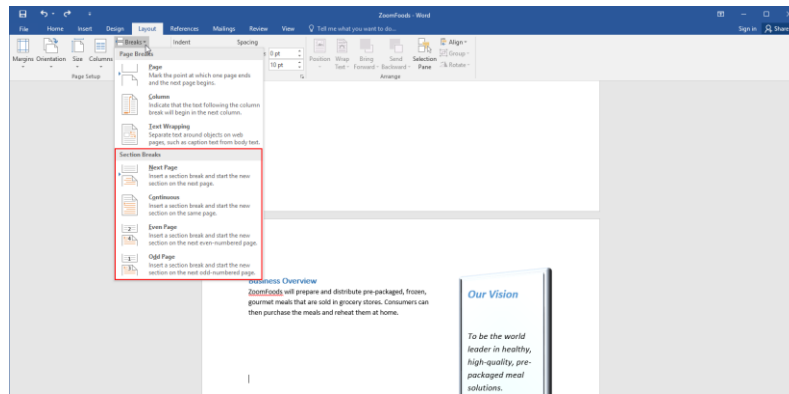 ZoomFoods - Word
File Home Insert Design Layout References Mailings Review View Tell me what you want to do... Sign in Share
Breaks Indent Spacing
Margins Orientation Size Columns
0 pt
10 pt
Position Wrap Text Bring Forward Send Backward Selection Pane
Align
Group
Rotate
Page Setup
Arrange
Page Breaks
Page
Mark the point at which one page ends
and the next page begins.
Column
Indicate that the text following the column
break will begin in the next column.
Text Wrapping
Separate text around objects on web
pages, such as caption text from body text.
Section Breaks
Next Page
Insert a section break and start the new
section on the next page.
Continuous
Insert a section break and start the new
section on the same page.
Even Page
Insert a section break and start the new
section on the next even-numbered page.
Odd Page
Insert a section break and start the new
section on the next odd-numbered page.
Business Overview
ZoomFoods will prepare and distribute pre-packaged, frozen,
gourmet meals that are sold in grocery stores. Consumers can
then purchase the meals and reheat them at home.
Our Vision
To be the world
leader in healthy,
high-quality, pre-
packaged meal
solutions.